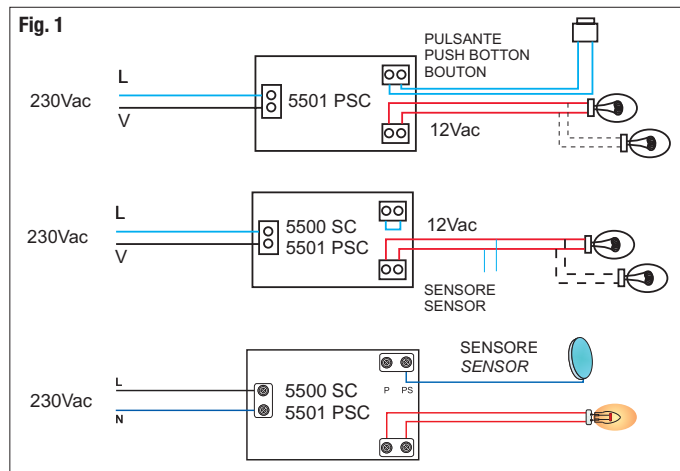 Fig. 1
PULSANTE
PUSH BOTTON
BOUTON
L
230Vac
V
5501 PSC
12Vac
L
230Vac
V
5500 SC
5501 PSC
12Vac
SENSORE
SENSOR
SENSORE
SENSOR
L
230Vac
N
5500 SC
5501 PSC
P PS